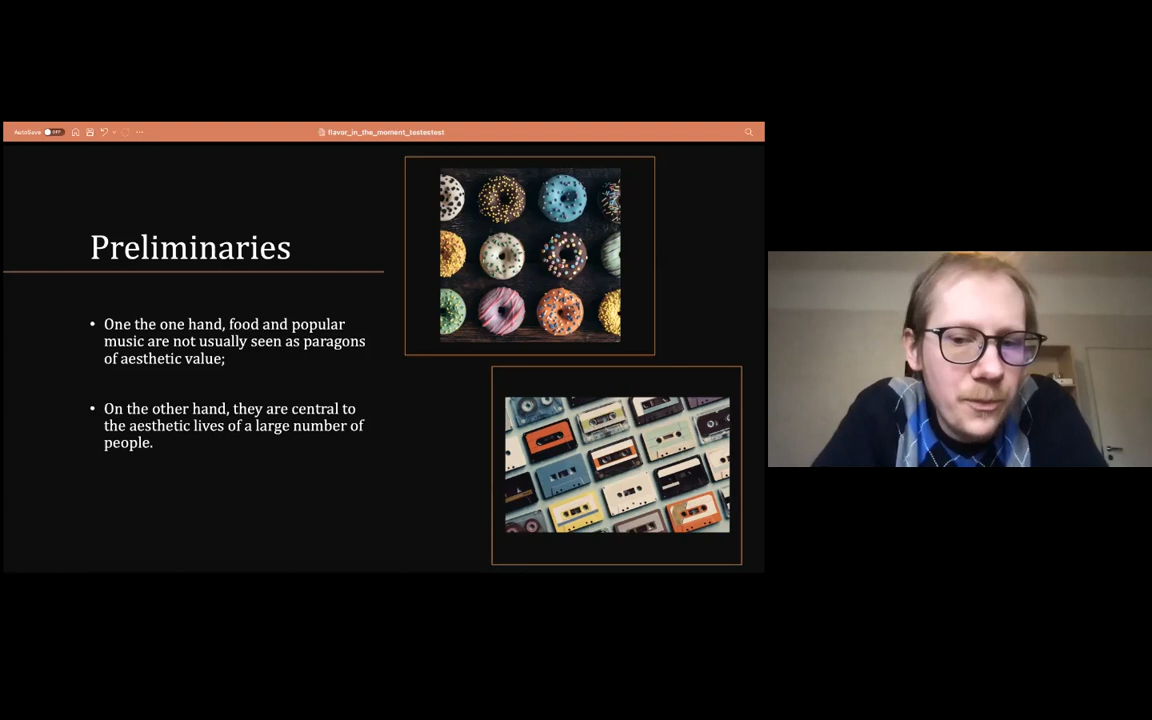 AutoSave OFF
flavor_in_the_moment_testestest
Preliminaries
• One the one hand, food and popular
music are not usually seen as paragons
of aesthetic value;
• On the other hand, they are central to
the aesthetic lives of a large number of
people.